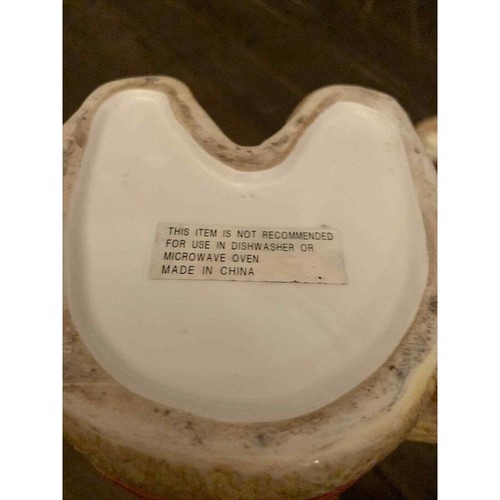 THIS ITEM IS NOT RECOMMENDED
FOR USE IN DISHWASHER OR
MICROWAVE OVEN
MADE IN CHINA